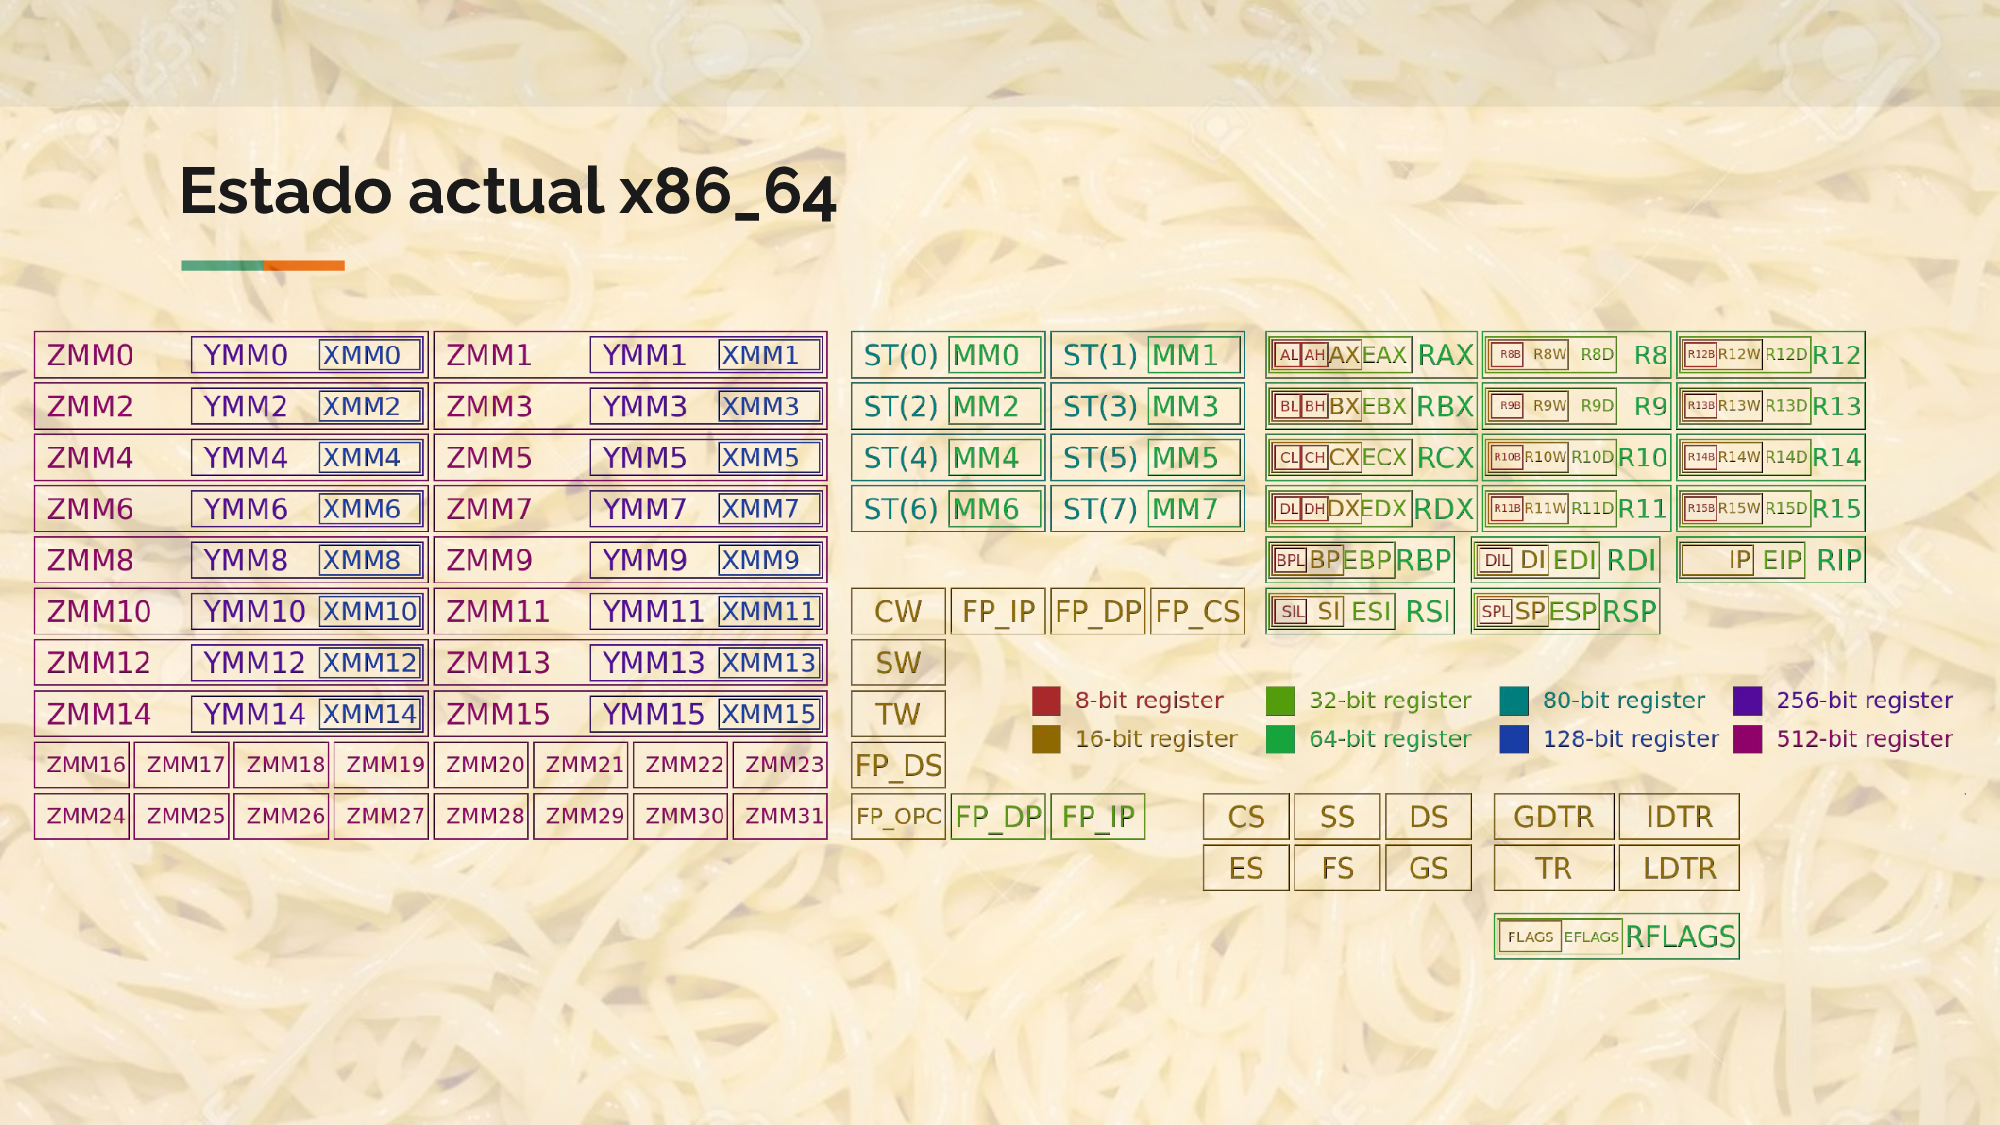 Estado actual x86_64
ZMM0 YMM0 XMM0 ZMM1 YMM1 XMM1 ST(0) MM0 ST(1) MM1 AL AH AX EAX RAX R8B R8W R8D R8 R12B R12W R12D R12
ZMM2 YMM2 XMM2 ZMM3 YMM3 XMM3 ST(2) MM2 ST(3) MM3 BL BH BX EBX RBX R9B R9W R9D R9 R13B R13W R13D R13
ZMM4 YMM4 XMM4 ZMM5 YMM5 XMM5 ST(4) MM4 ST(5) MM5 CL CH CX ECX RCX R10B R10W R10D R10 R14B R14W R14D R14
ZMM6 YMM6 XMM6 ZMM7 YMM7 XMM7 ST(6) MM6 ST(7) MM7 DL DH DX EDX RDX R11B R11W R11D R11 R15B R15W R15D R15
ZMM8 YMM8 XMM8 ZMM9 YMM9 XMM9 BPL BP EBP RBP DIL DI EDI RDI IP EIP RIP
ZMM10 YMM10 XMM10 ZMM11 YMM11 XMM11 CW FP_IP FP_DP FP_CS SIL SI ESI RSI SPL SP ESP RSP
ZMM12 YMM12 XMM12 ZMM13 YMM13 XMM13 SW
ZMM14 YMM14 XMM14 ZMM15 YMM15 XMM15 TW
8-bit register 32-bit register 80-bit register 256-bit register
16-bit register 64-bit register 128-bit register 512-bit register
ZMM16 ZMM17 ZMM18 ZMM19 ZMM20 ZMM21 ZMM22 ZMM23 FP_DS
ZMM24 ZMM25 ZMM26 ZMM27 ZMM28 ZMM29 ZMM30 ZMM31 FP_OPC FP_DP FP_IP CS SS DS GDTR IDTR
ES FS GS TR LDTR
FLAGS EFLAGS RFLAGS